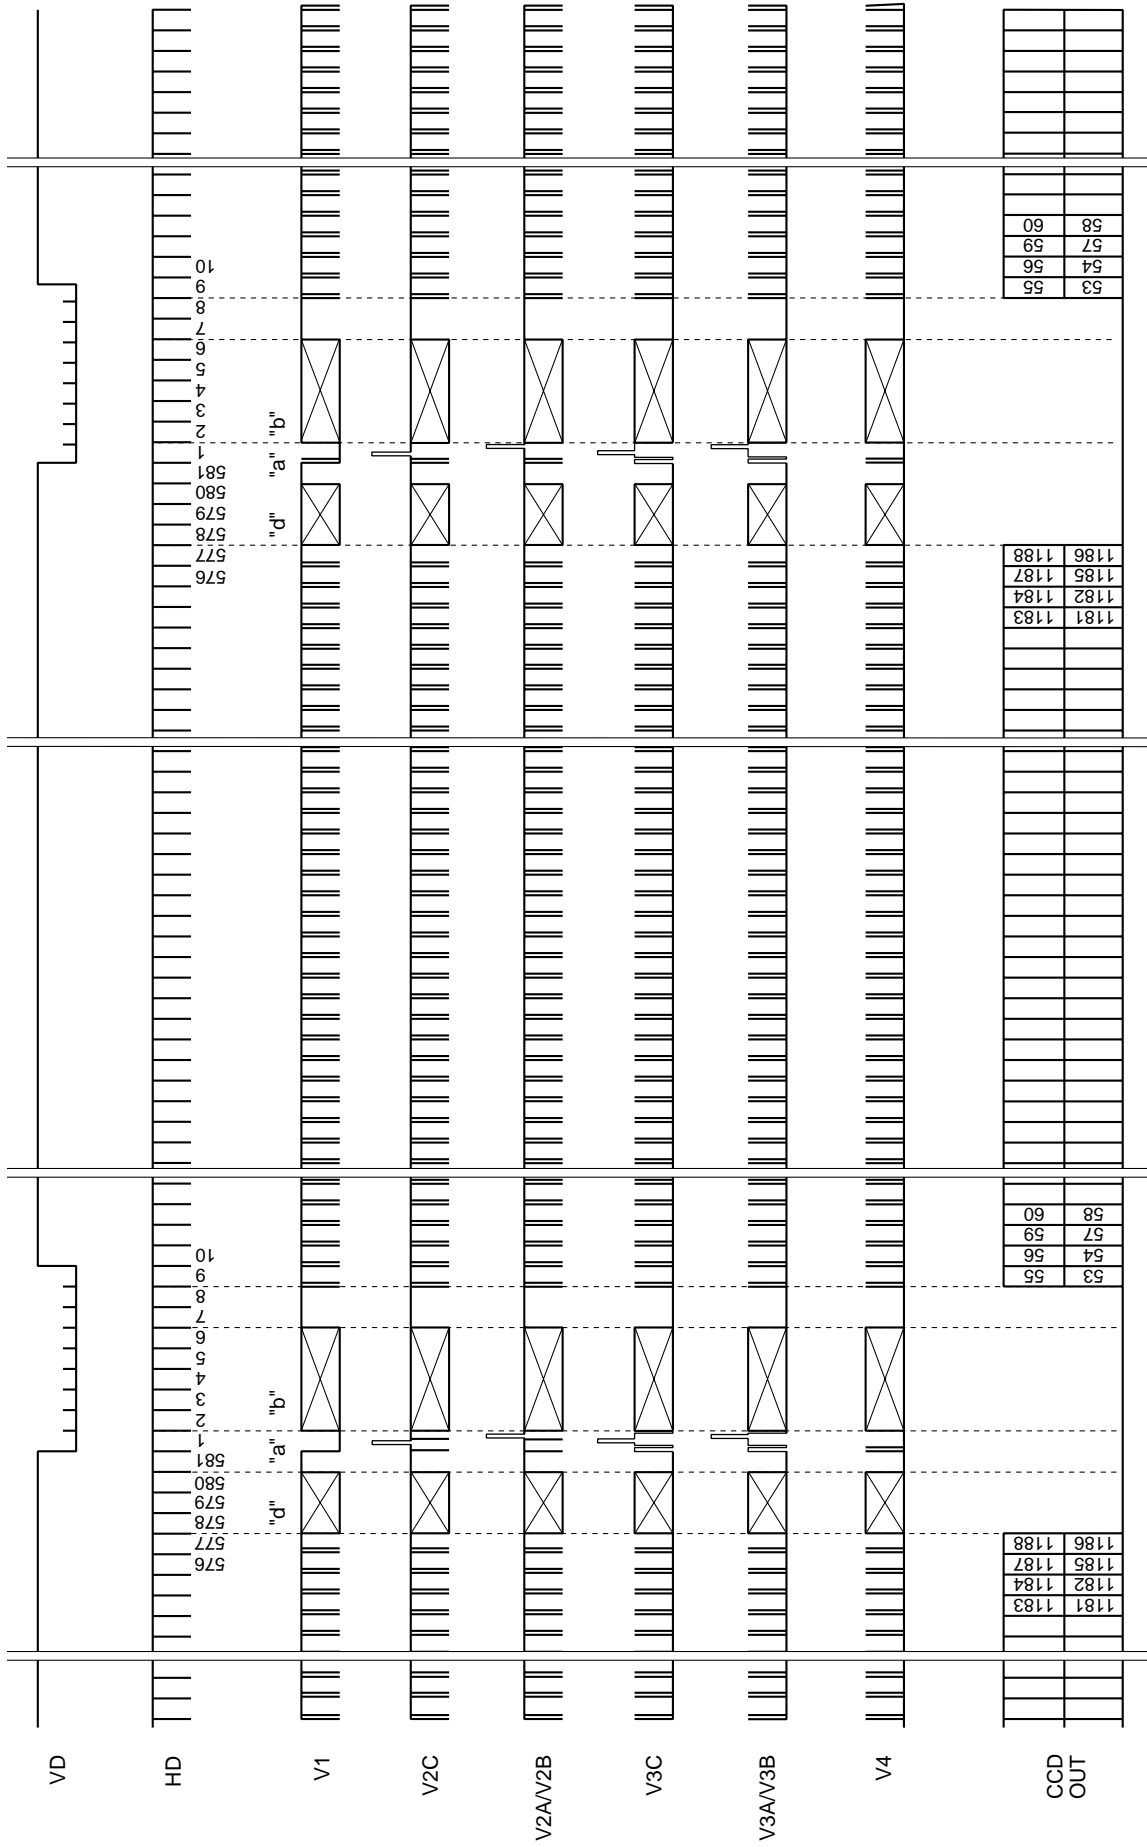 VD
HD
576 577 578 579 580 581 1 2 3 4 5 6 7 8 9 10 576 577 578 579 580 581 1 2 3 4 5 6 7 8 9 10
"d" "a" "b" "d" "a" "b"
V1
V2C
V2A/V2B
V3C
V3A/V3B
V4
CCD
OUT
1183 1184 1187 1188 55 56 59 60 1183 1184 1187 1188 55 56 59 60
1181 1182 1185 1186 53 54 57 58 1181 1182 1185 1186 53 54 57 58